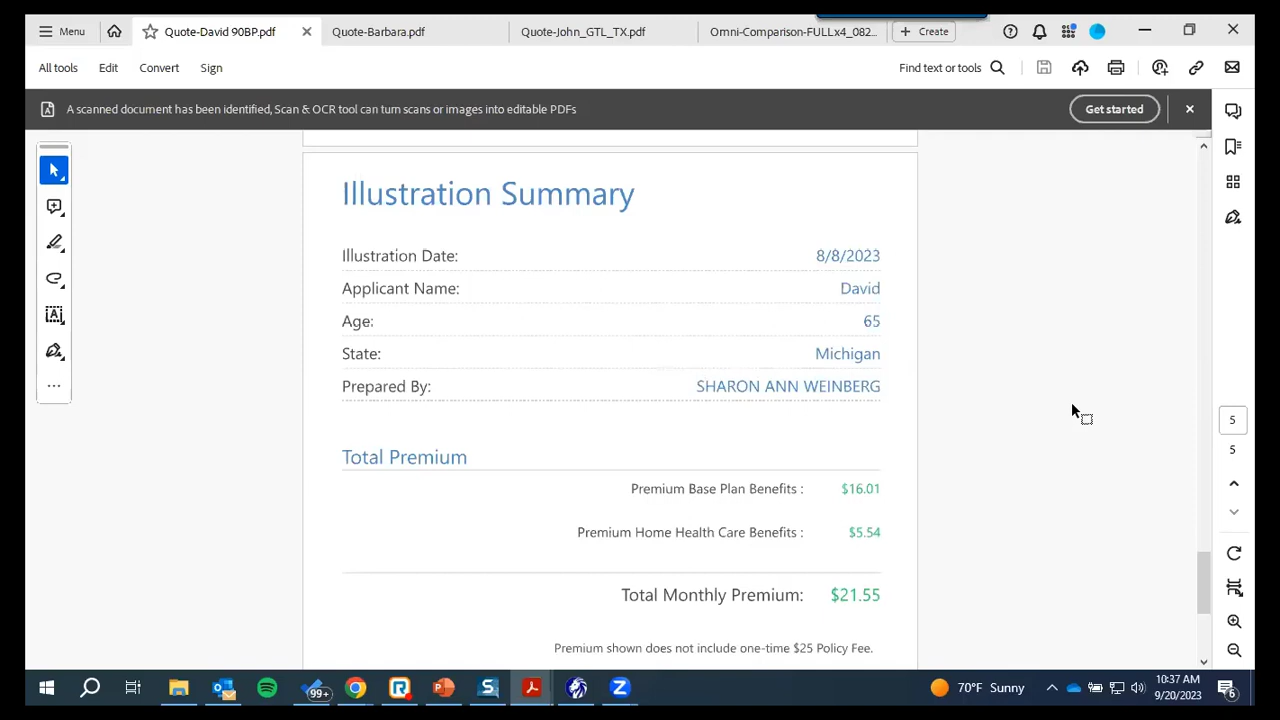 Menu
Quote-David 90BP.pdf
Quote-Barbara.pdf
Quote-John_GTL_TX.pdf
Omni-Comparison-FULLx4_082...
Create
All tools
Edit
Convert
Sign
Find text or tools
A scanned document has been identified, Scan & OCR tool can turn scans or images into editable PDFs
Get started
Illustration Summary
Illustration Date: 8/8/2023
Applicant Name: David
Age: 65
State: Michigan
Prepared By: SHARON ANN WEINBERG
Total Premium
Premium Base Plan Benefits : $16.01
Premium Home Health Care Benefits : $5.54
Total Monthly Premium: $21.55
Premium shown does not include one-time $25 Policy Fee.
5
5
99+
70°F Sunny
10:37 AM
9/20/2023
6